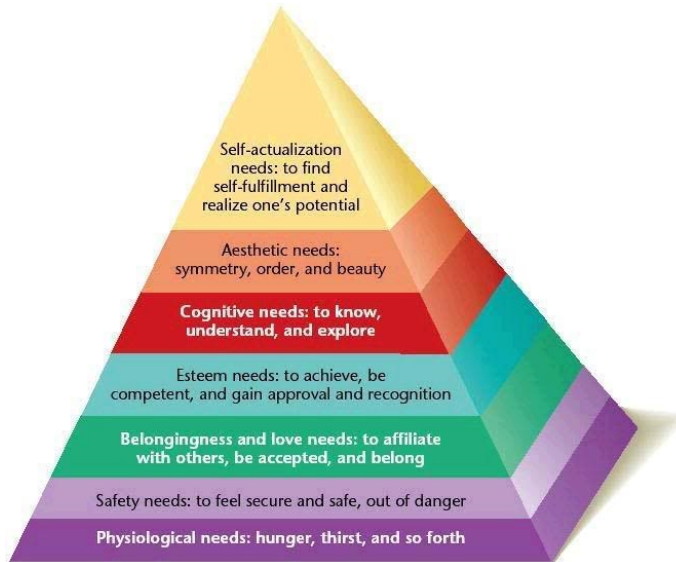 Self-actualization
needs: to find
self-fulfillment and
realize one's potential
Aesthetic needs:
symmetry, order, and beauty
Cognitive needs: to know,
understand, and explore
Esteem needs: to achieve, be
competent, and gain approval and recognition
Belongingness and love needs: to affiliate
with others, be accepted, and belong
Safety needs: to feel secure and safe, out of danger
Physiological needs: hunger, thirst, and so forth